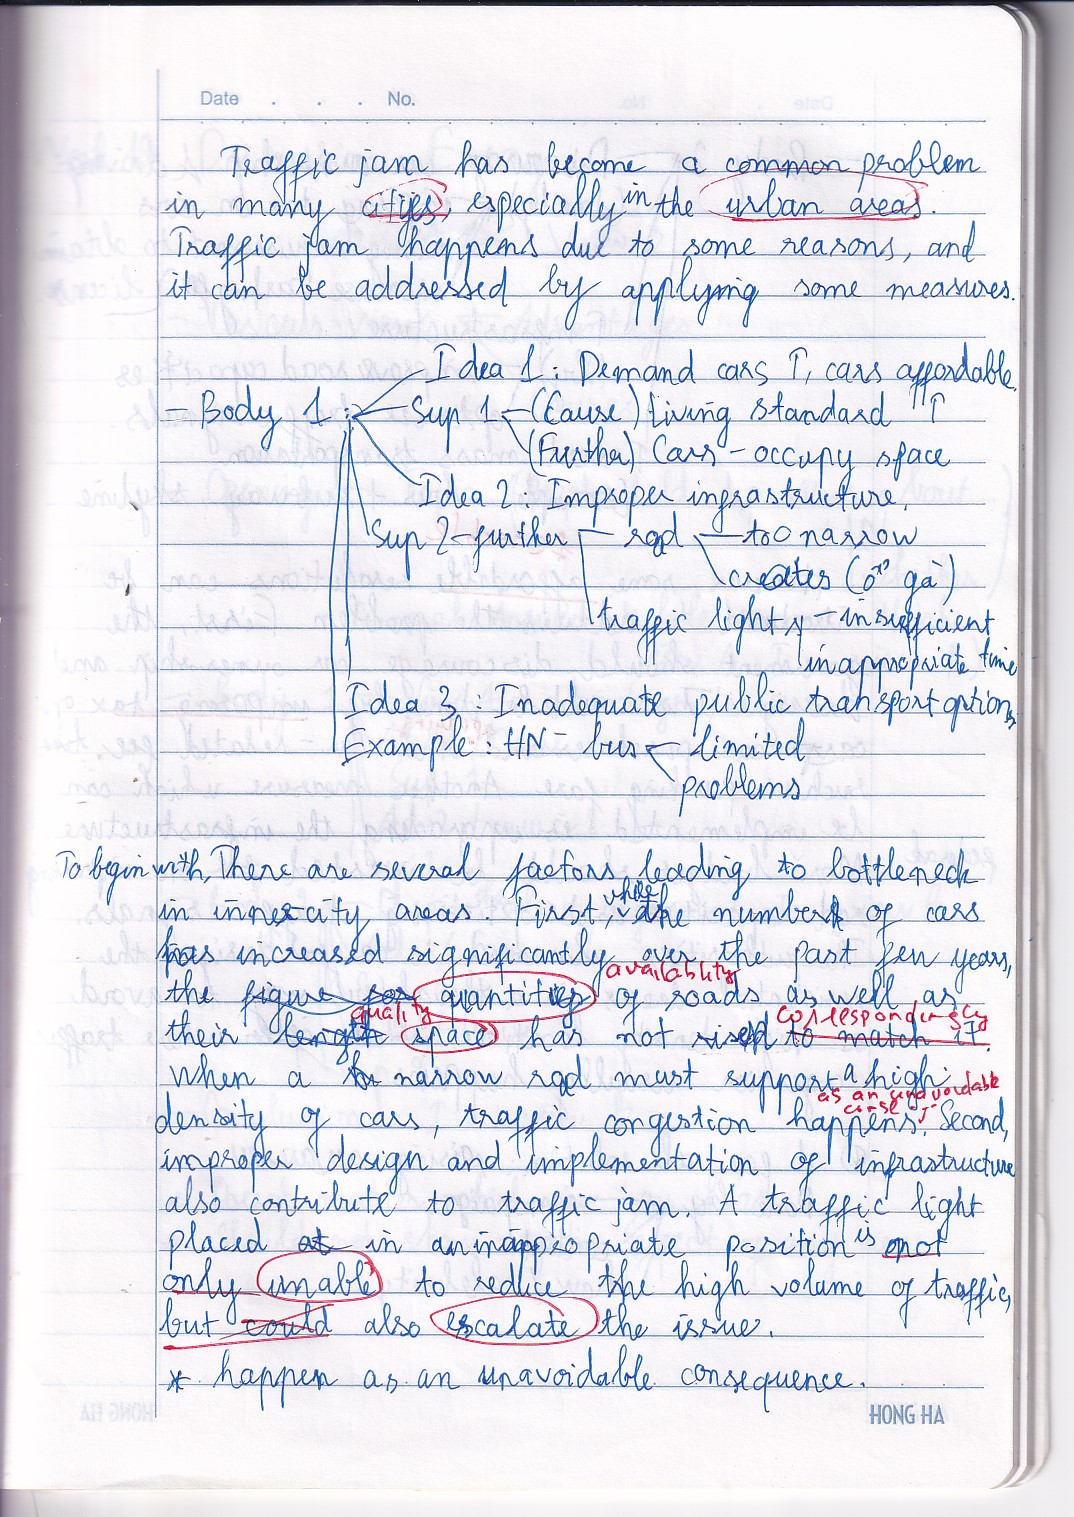 Date . . . No.
Traffic jam has become a common problem
in many cities, especially in the urban areas.
Traffic jam happens due to some reasons, and
it can be addressed by applying some measures.
Idea 1: Demand cars ↑, cars affordable
- Body 1: Sup 1 (Cause) Living standard ↑
(Further) Cars - occupy space
Idea 2: Improper infrastructure.
Sup 2 - further road - too narrow
creates (ổ gà)
traffic lights - insufficient
inappropriate time
Idea 3: Inadequate public transport options
Example: HN - bus limited
problems
To begin with, There are several factors leading to bottleneck
in inner-city areas. First, while the number of cars
has increased significantly over the past few years,
availability
the figure for quantities of roads as well as
quality correspondingly
their length space has not rised to match it.
When a narrow road must support a high
as an unavoidable
conse
density of cars, traffic congestion happens. Second,
improper design and implementation of infrastructure
also contribute to traffic jam. A traffic light
placed at in an inappropriate position is not
only unable to reduce the high volume of traffic,
but could also escalate the issue.
* happen as an unavoidable consequence.
HONG HA